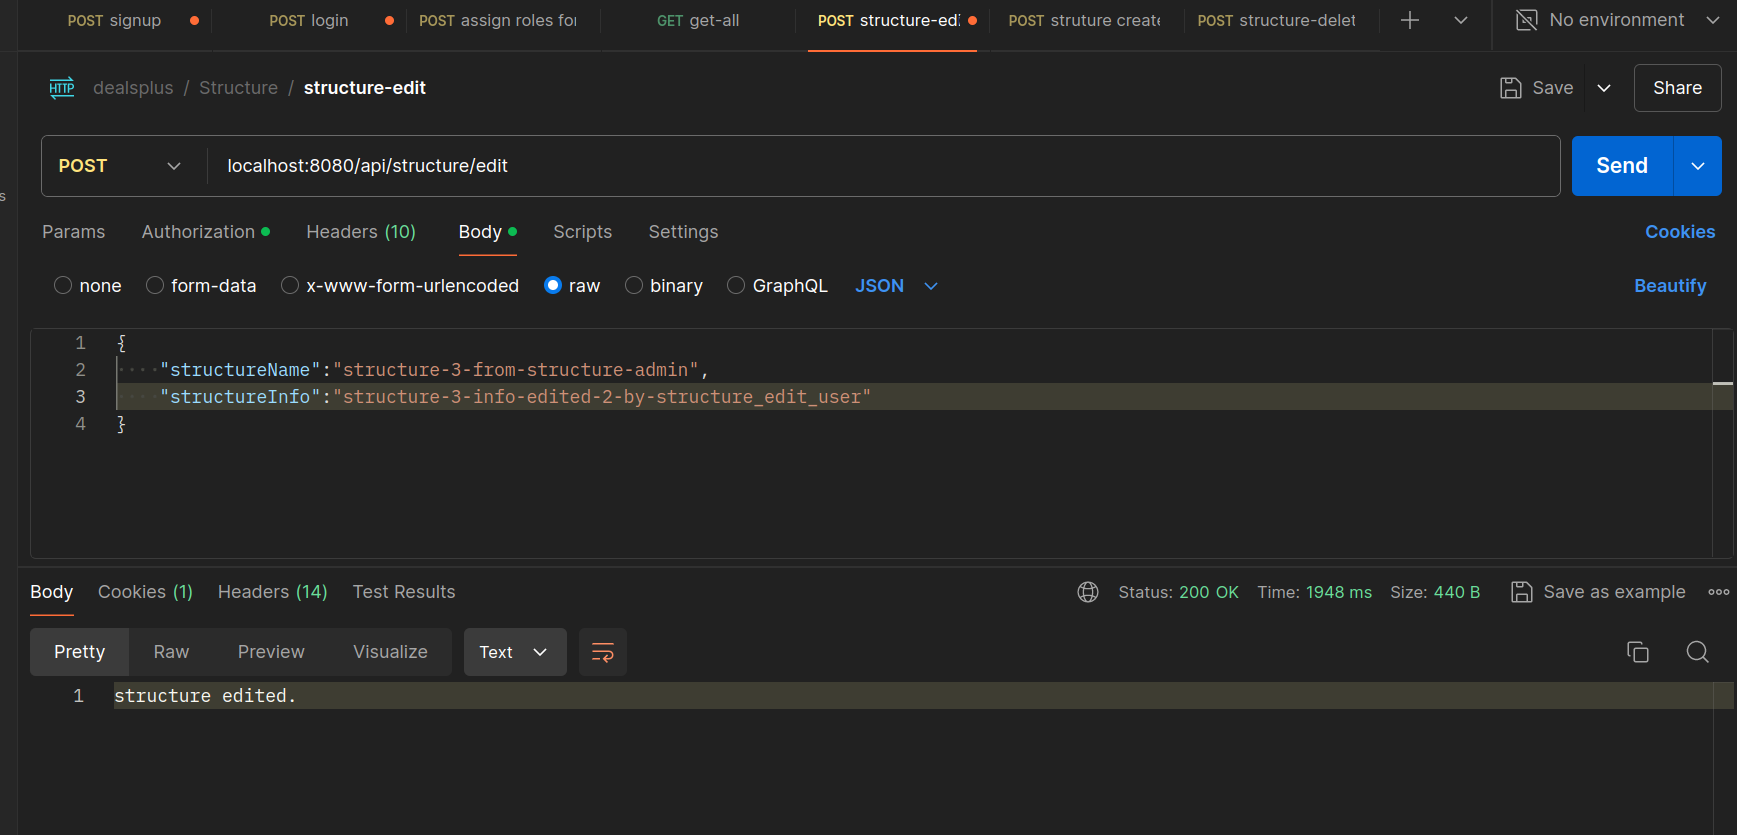 POST signup POST login POST assign roles for GET get-all POST structure-edi POST struture create POST structure-delet No environment
HTTP dealsplus / Structure / structure-edit Save Share
POST localhost:8080/api/structure/edit Send
s
Params Authorization Headers (10) Body Scripts Settings Cookies
none form-data x-www-form-urlencoded raw binary GraphQL JSON Beautify
1 {
2 "structureName":"structure-3-from-structure-admin",
3 "structureInfo":"structure-3-info-edited-2-by-structure_edit_user"
4 }
Body Cookies (1) Headers (14) Test Results Status: 200 OK Time: 1948 ms Size: 440 B Save as example
Pretty Raw Preview Visualize Text
1 structure edited.